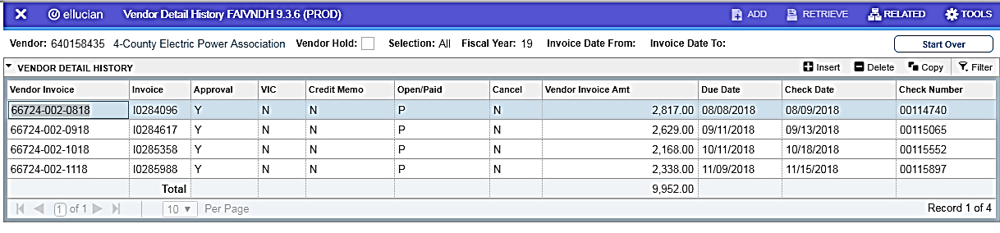 ellucian Vendor Detail History FAIVNDH 9.3.6 (PROD) ADD RETRIEVE RELATED TOOLS
Vendor: 640158435 4-County Electric Power Association Vendor Hold: Selection: All Fiscal Year: 19 Invoice Date From: Invoice Date To: Start Over
VENDOR DETAIL HISTORY Insert Delete Copy Filter
Vendor Invoice Invoice Approval VIC Credit Memo Open/Paid Cancel Vendor Invoice Amt Due Date Check Date Check Number
66724-002-0818 I0284096 Y N N P N 2,817.00 08/08/2018 08/09/2018 00114740
66724-002-0918 I0284617 Y N N P N 2,629.00 09/11/2018 09/13/2018 00115065
66724-002-1018 I0285358 Y N N P N 2,168.00 10/11/2018 10/18/2018 00115552
66724-002-1118 I0285988 Y N N P N 2,338.00 11/09/2018 11/15/2018 00115897
Total 9,952.00
1 of 1 10 Per Page Record 1 of 4